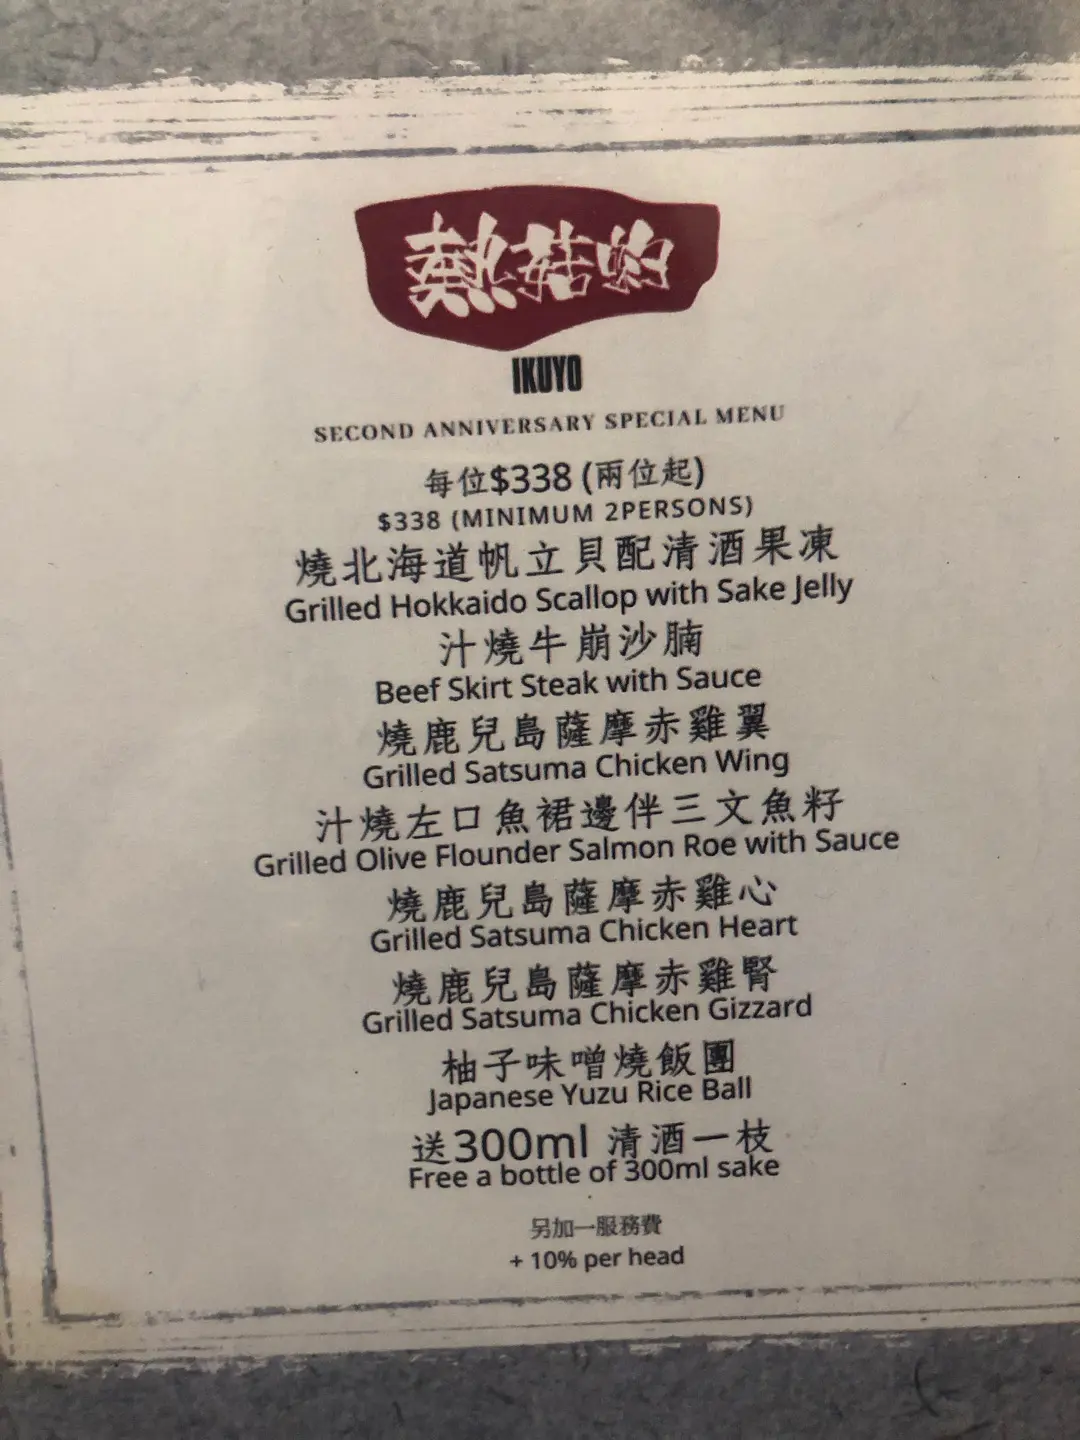 熱菇喲
IKUYO
SECOND ANNIVERSARY SPECIAL MENU
每位$338 (兩位起)
$338 (MINIMUM 2PERSONS)
燒北海道帆立貝配清酒果凍
Grilled Hokkaido Scallop with Sake Jelly
汁燒牛崩沙腩
Beef Skirt Steak with Sauce
燒鹿兒島薩摩赤雞翼
Grilled Satsuma Chicken Wing
汁燒左口魚裙邊伴三文魚籽
Grilled Olive Flounder Salmon Roe with Sauce
燒鹿兒島薩摩赤雞心
Grilled Satsuma Chicken Heart
燒鹿兒島薩摩赤雞腎
Grilled Satsuma Chicken Gizzard
柚子味噌燒飯團
Japanese Yuzu Rice Ball
送300ml 清酒一枝
Free a bottle of 300ml sake
另加一服務費
+ 10% per head